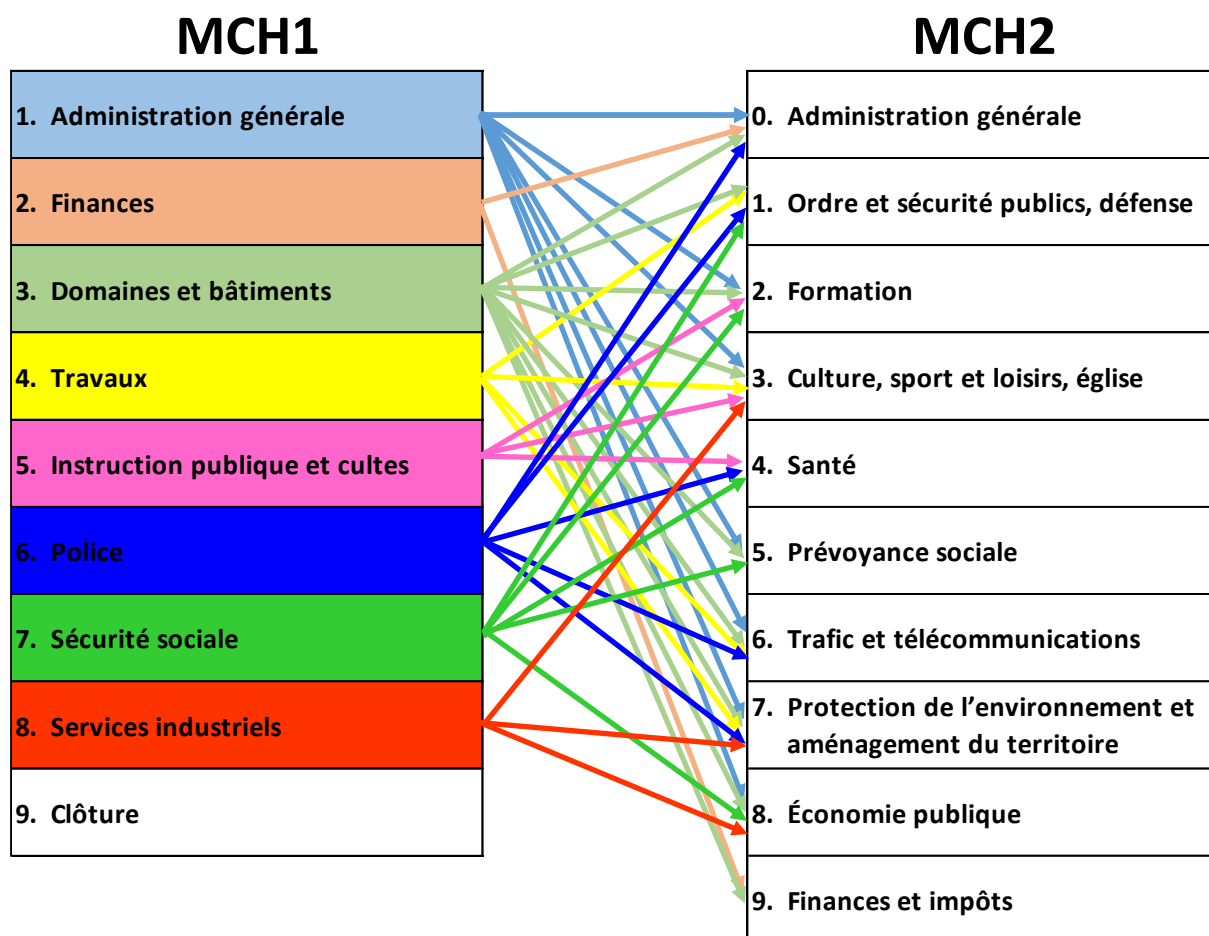 MCH1
MCH2
1. Administration générale
2. Finances
3. Domaines et bâtiments
4. Travaux
5. Instruction publique et cultes
6. Police
7. Sécurité sociale
8. Services industriels
9. Clôture
0. Administration générale
1. Ordre et sécurité publics, défense
2. Formation
3. Culture, sport et loisirs, église
4. Santé
5. Prévoyance sociale
6. Trafic et télécommunications
7. Protection de l’environnement et
aménagement du territoire
8. Économie publique
9. Finances et impôts